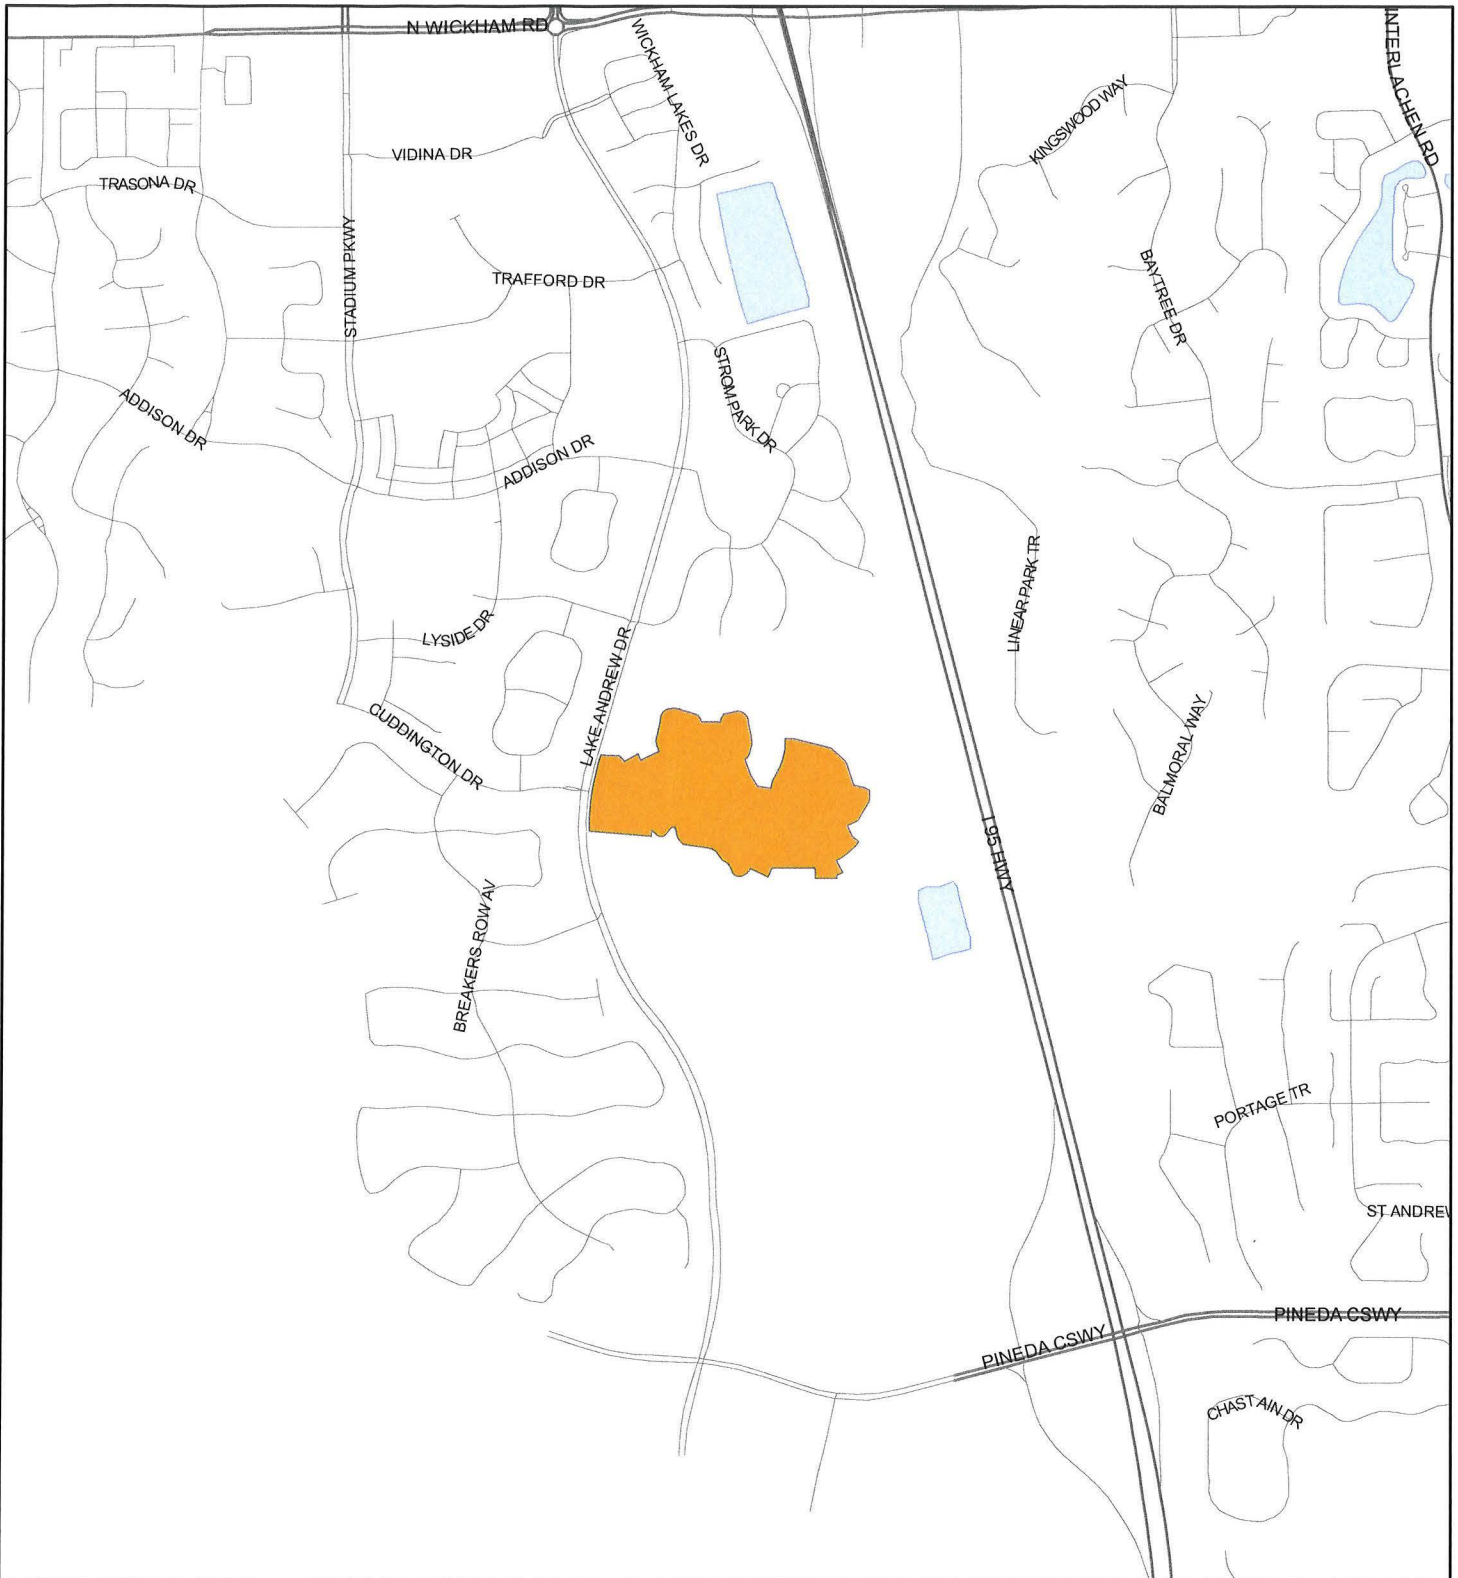 N WICKHAM RD
WICKHAM LAKES DR
INTERLACHEN RD
KINGSWOOD WAY
VIDINA DR
TRASONA DR
STADIUM PKWY
TRAFFORD DR
BAYTREE DR
STROM PARK DR
ADDISON DR
ADDISON DR
LINEAR PARK TR
LYSIDE DR
LAKE ANDREW DR
CUDDINGTON DR
BALMORAL WAY
I 95 HWY
BREAKERS ROW AV
PORTAGE TR
ST ANDREW
PINEDA CSWY
PINEDA CSWY
CHASTAIN DR